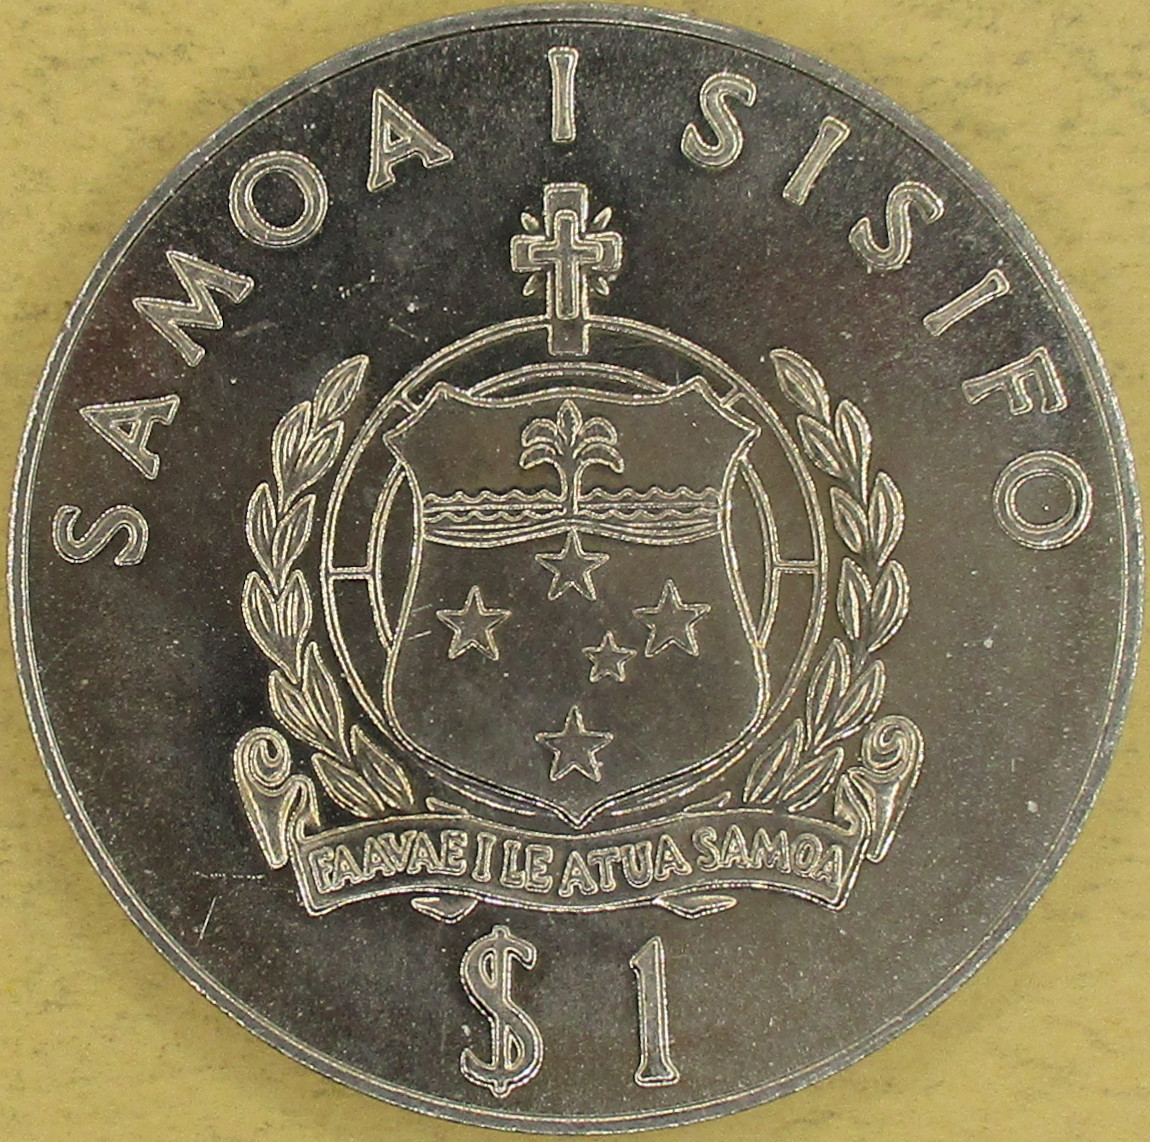 SAMOA I SISIFO
FAAVAE I LE ATUA SAMOA
$1